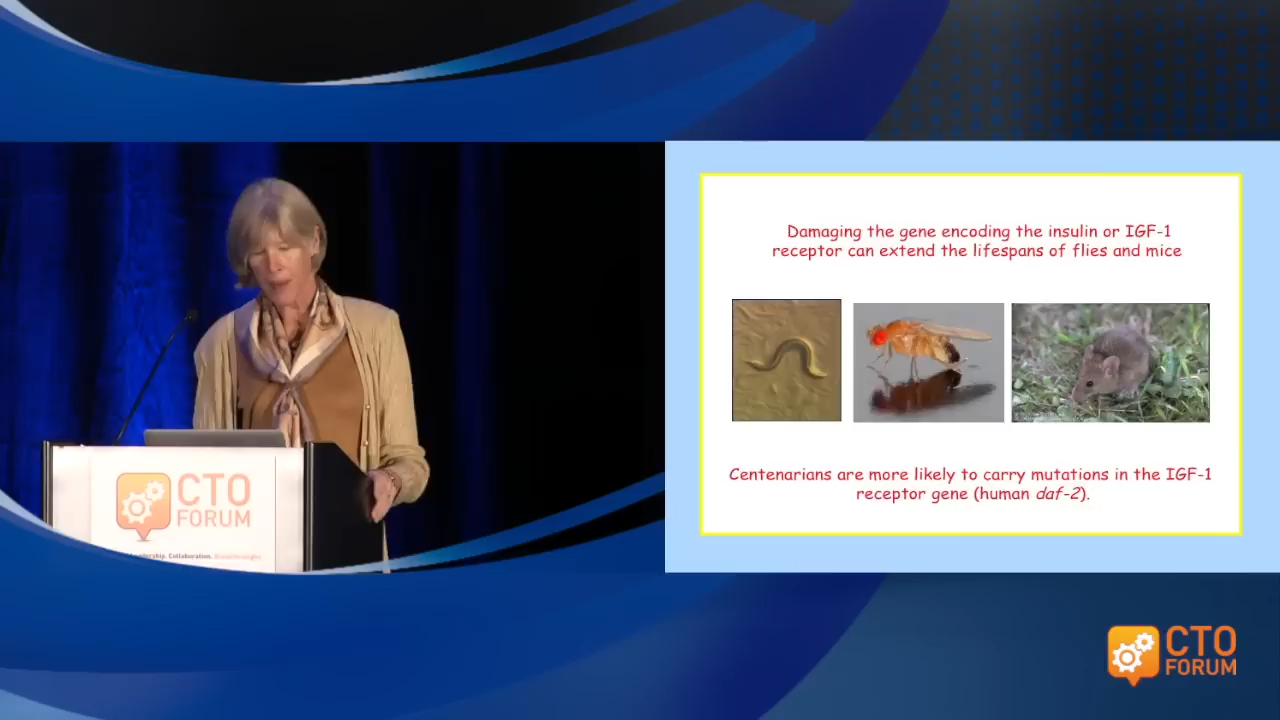 Damaging the gene encoding the insulin or IGF-1
receptor can extend the lifespans of flies and mice
Centenarians are more likely to carry mutations in the IGF-1
receptor gene (human daf-2).
CTO
FORUM
Collaboration.
CTO
FORUM